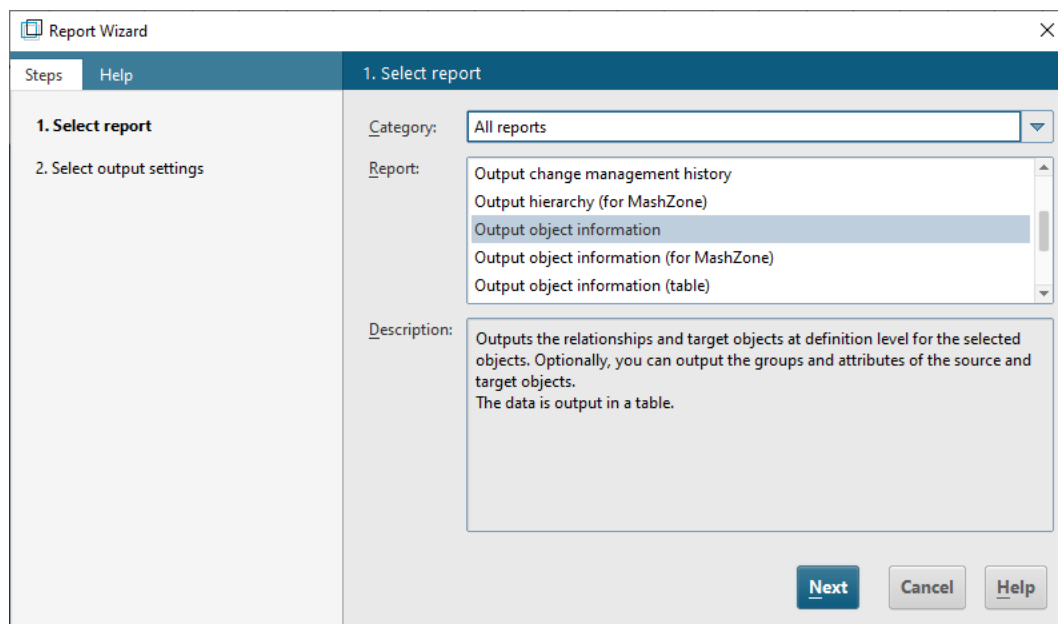 Report Wizard
Steps Help
1. Select report
1. Select report
2. Select output settings
Category: All reports
Report:
Output change management history
Output hierarchy (for MashZone)
Output object information
Output object information (for MashZone)
Output object information (table)
Description:
Outputs the relationships and target objects at definition level for the selected
objects. Optionally, you can output the groups and attributes of the source and
target objects.
The data is output in a table.
Next Cancel Help